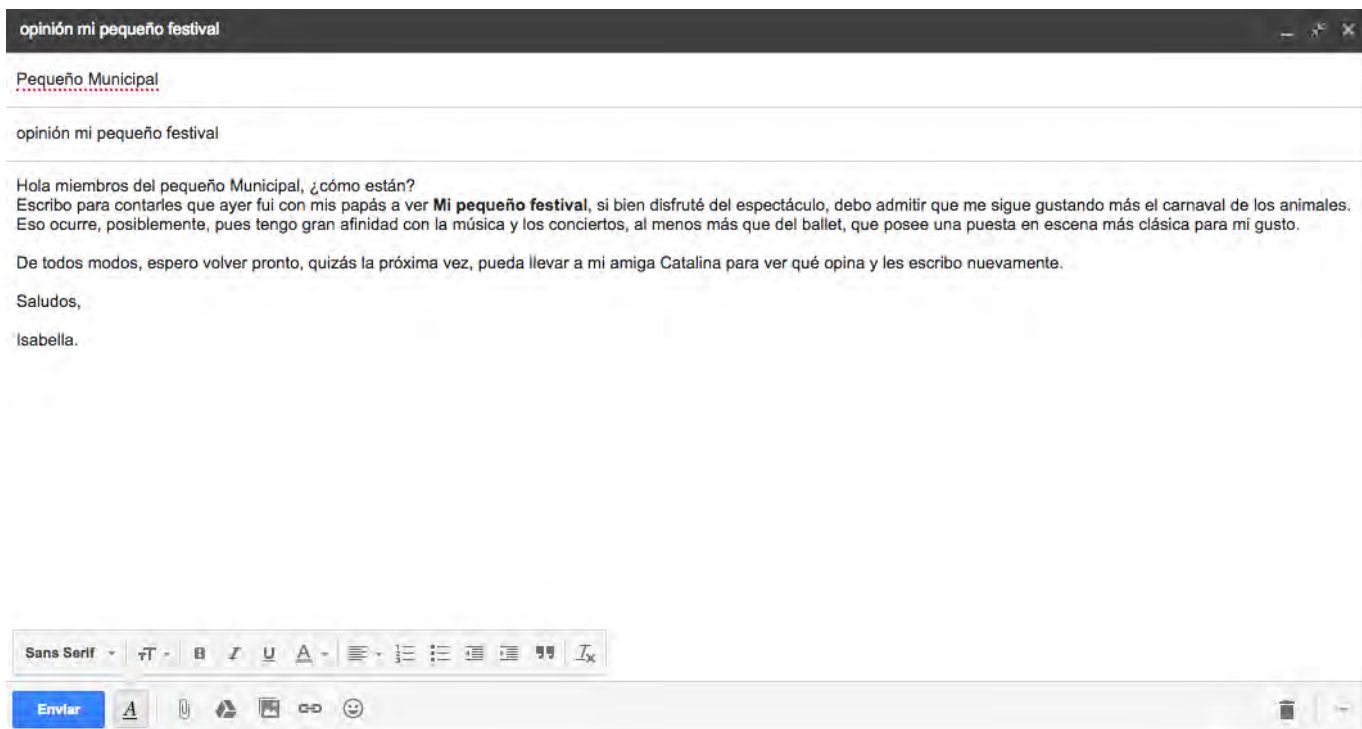 opinión mi pequeño festival
Pequeño Municipal
opinión mi pequeño festival
Hola miembros del pequeño Municipal, ¿cómo están?
Escribo para contarles que ayer fui con mis papás a ver Mi pequeño festival, si bien disfruté del espectáculo, debo admitir que me sigue gustando más el carnaval de los animales.
Eso ocurre, posiblemente, pues tengo gran afinidad con la música y los conciertos, al menos más que del ballet, que posee una puesta en escena más clásica para mi gusto.
De todos modos, espero volver pronto, quizás la próxima vez, pueda llevar a mi amiga Catalina para ver qué opina y les escribo nuevamente.
Saludos,
Isabella.
Sans Serif
Enviar